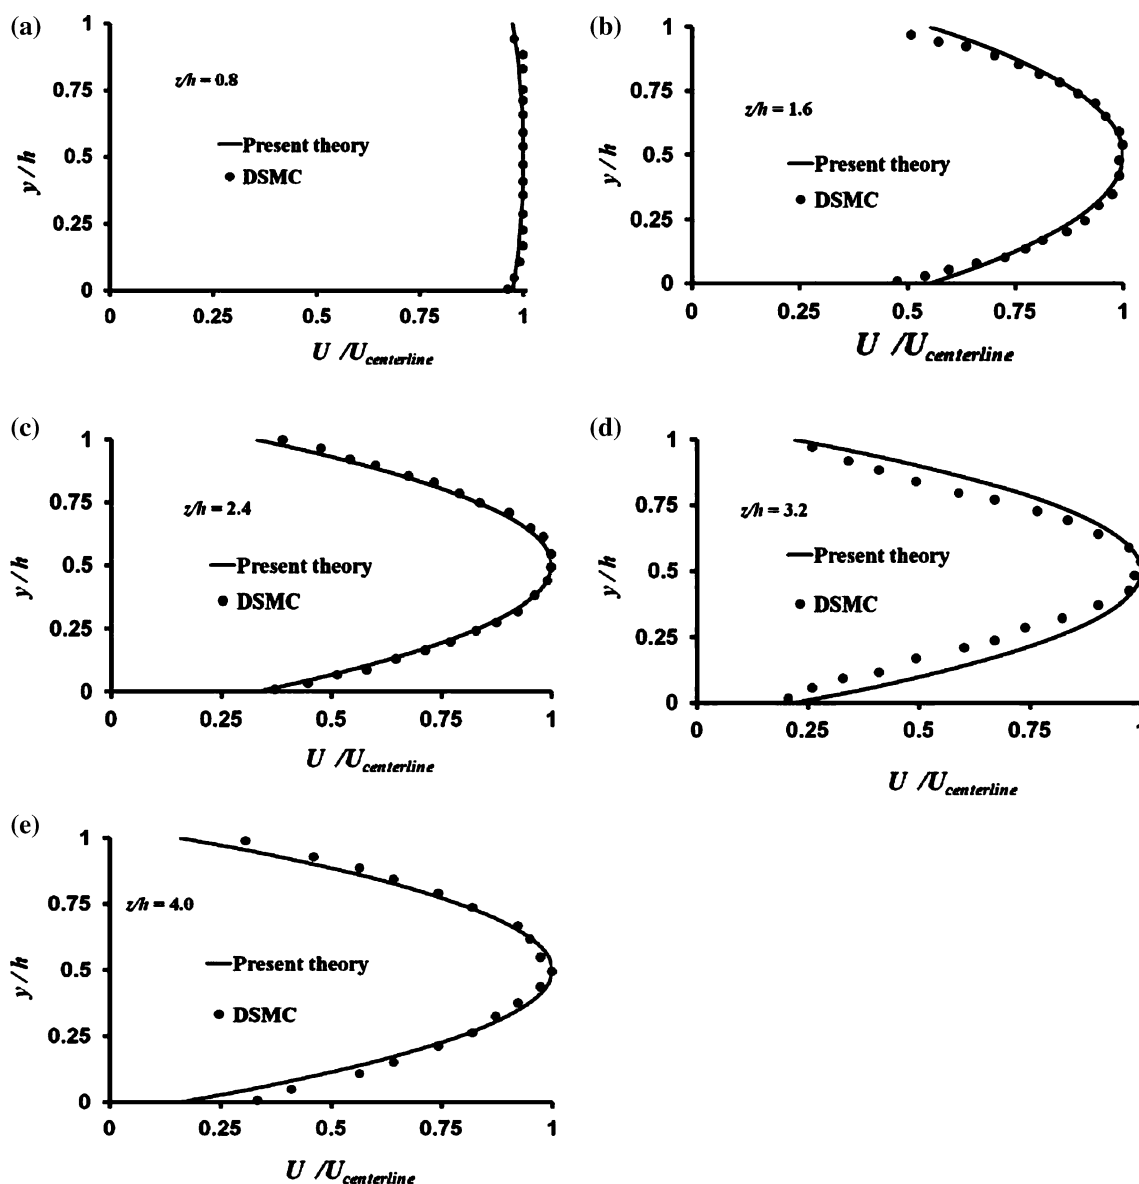 (a)
1
0.75
0.5
0.25
0
y / h
z/h = 0.8
Present theory
DSMC
0 0.25 0.5 0.75 1
U /Ucenterline
(b)
1
0.75
0.5
0.25
0
y / h
z/h = 1.6
Present theory
DSMC
0 0.25 0.5 0.75 1
U /Ucenterline
(c)
1
0.75
0.5
0.25
0
y / h
z/h = 2.4
Present theory
DSMC
0 0.25 0.5 0.75 1
U /Ucenterline
(d)
1
0.75
0.5
0.25
0
y / h
z/h = 3.2
Present theory
DSMC
0 0.25 0.5 0.75 1
U /Ucenterline
(e)
1
0.75
0.5
0.25
0
y / h
z/h = 4.0
Present theory
DSMC
0 0.25 0.5 0.75 1
U /Ucenterline